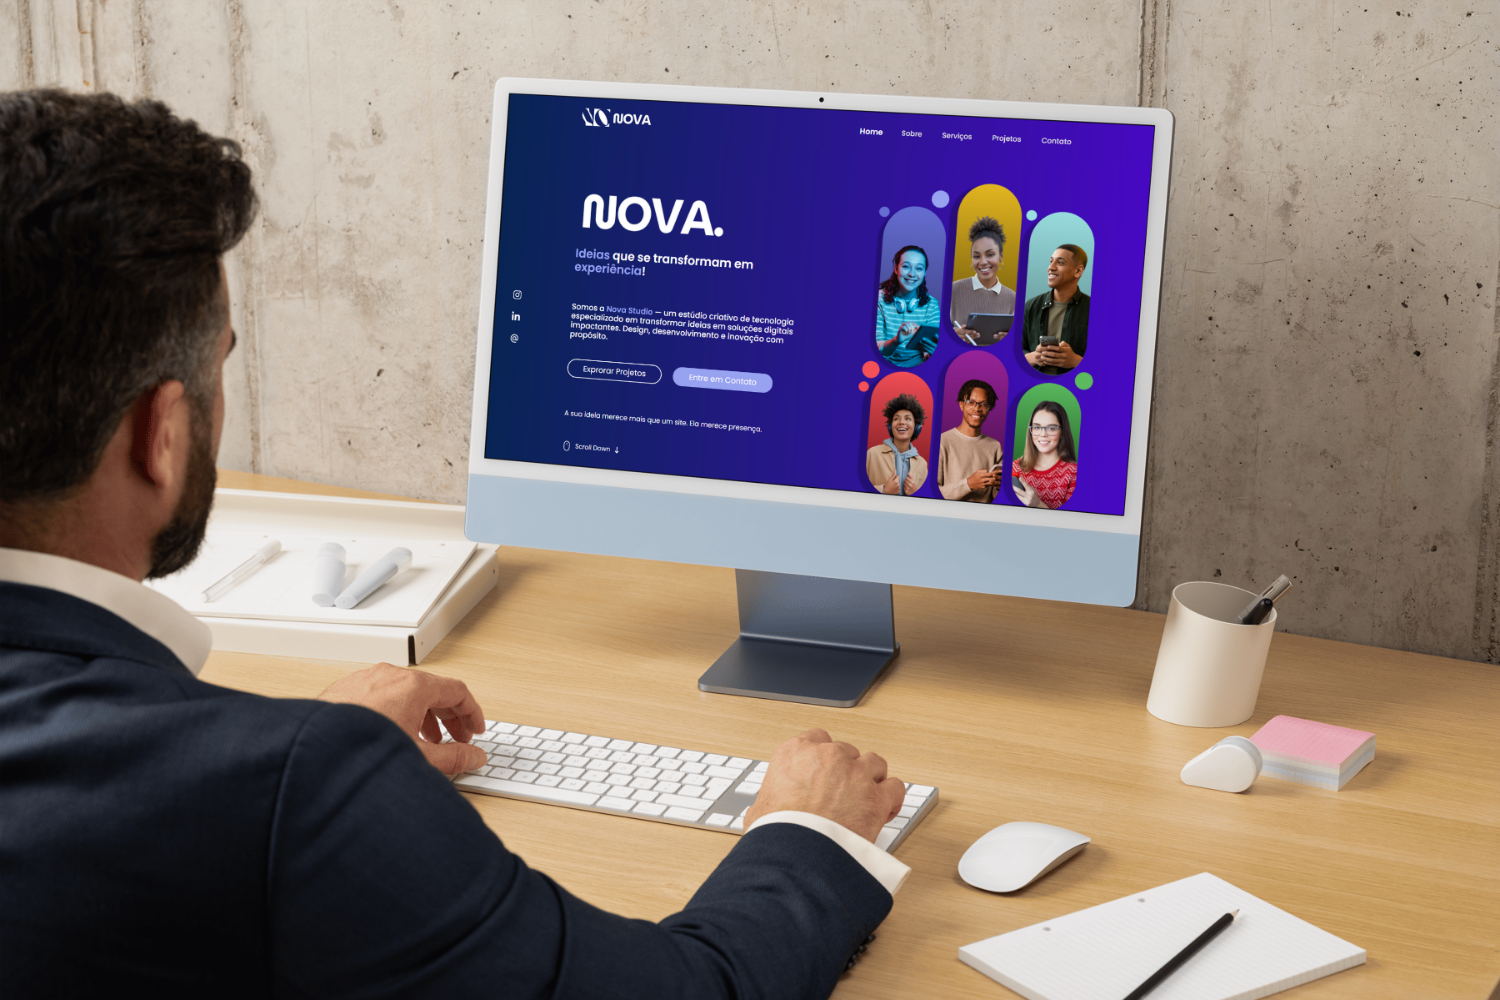 NOVA
Home Sobre Serviços Projetos Contato
NOVA.
Ideias que se transformam em
experiência!
Somos a Nova Studio — um estúdio criativo de tecnologia
especializado em transformar ideias em soluções digitais
impactantes. Design, desenvolvimento e inovação com
propósito.
Exprorar Projetos Entre em Contato
A sua ideia merece mais que um site. Ela merece presença.
Scroll Down